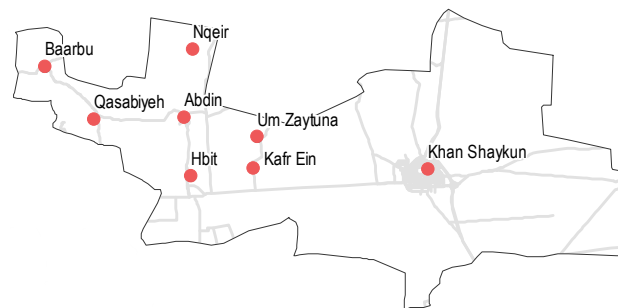 Nqeir
Baarbu
Qasabiyeh
Abdin
Um Zaytuna
Hbit
Kafr Ein
Khan Shaykun